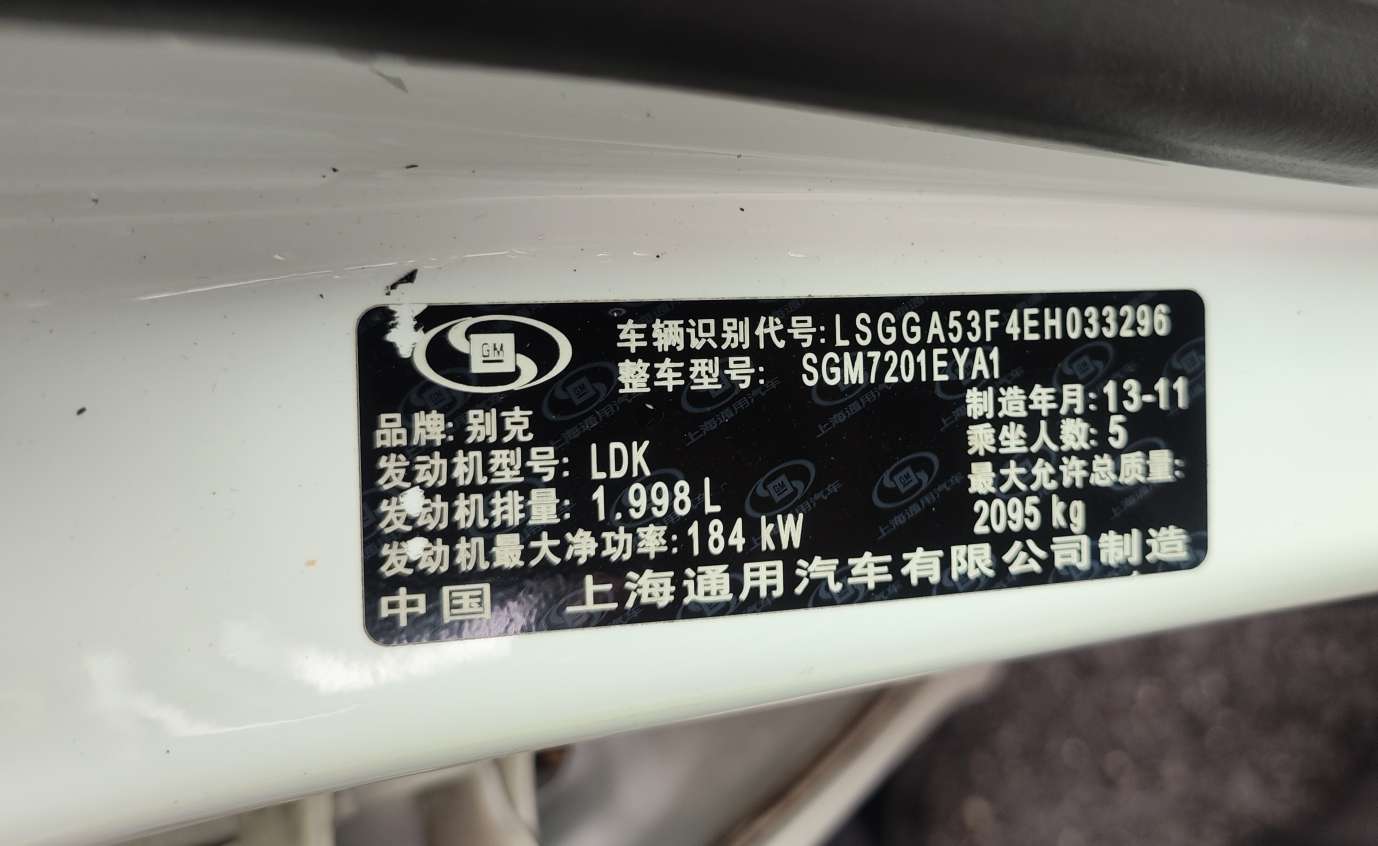 GM
车辆识别代号:LSGGA53F4EH033296
整车型号: SGM7201EYA1
制造年月:13-11
品牌:别克
乘坐人数:5
发动机型号: LDK
最大允许总质量:
发动机排量: 1.998L
2095 kg
发动机最大净功率:184 kW
中国 上海通用汽车有限公司制造